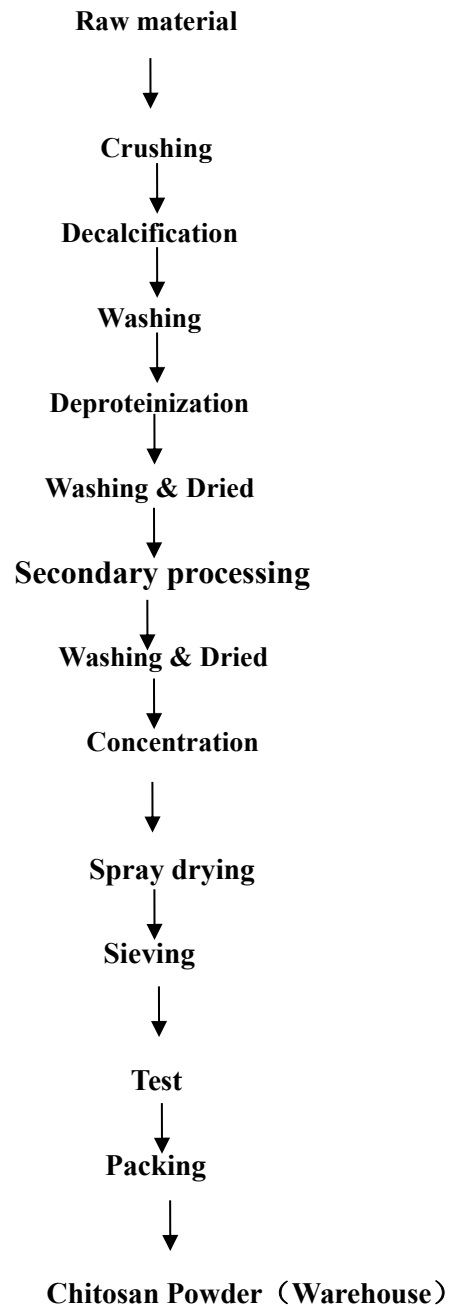 Raw material
Crushing
Decalcification
Washing
Deproteinization
Washing & Dried
Secondary processing
Washing & Dried
Concentration
Spray drying
Sieving
Test
Packing
Chitosan Powder（Warehouse）